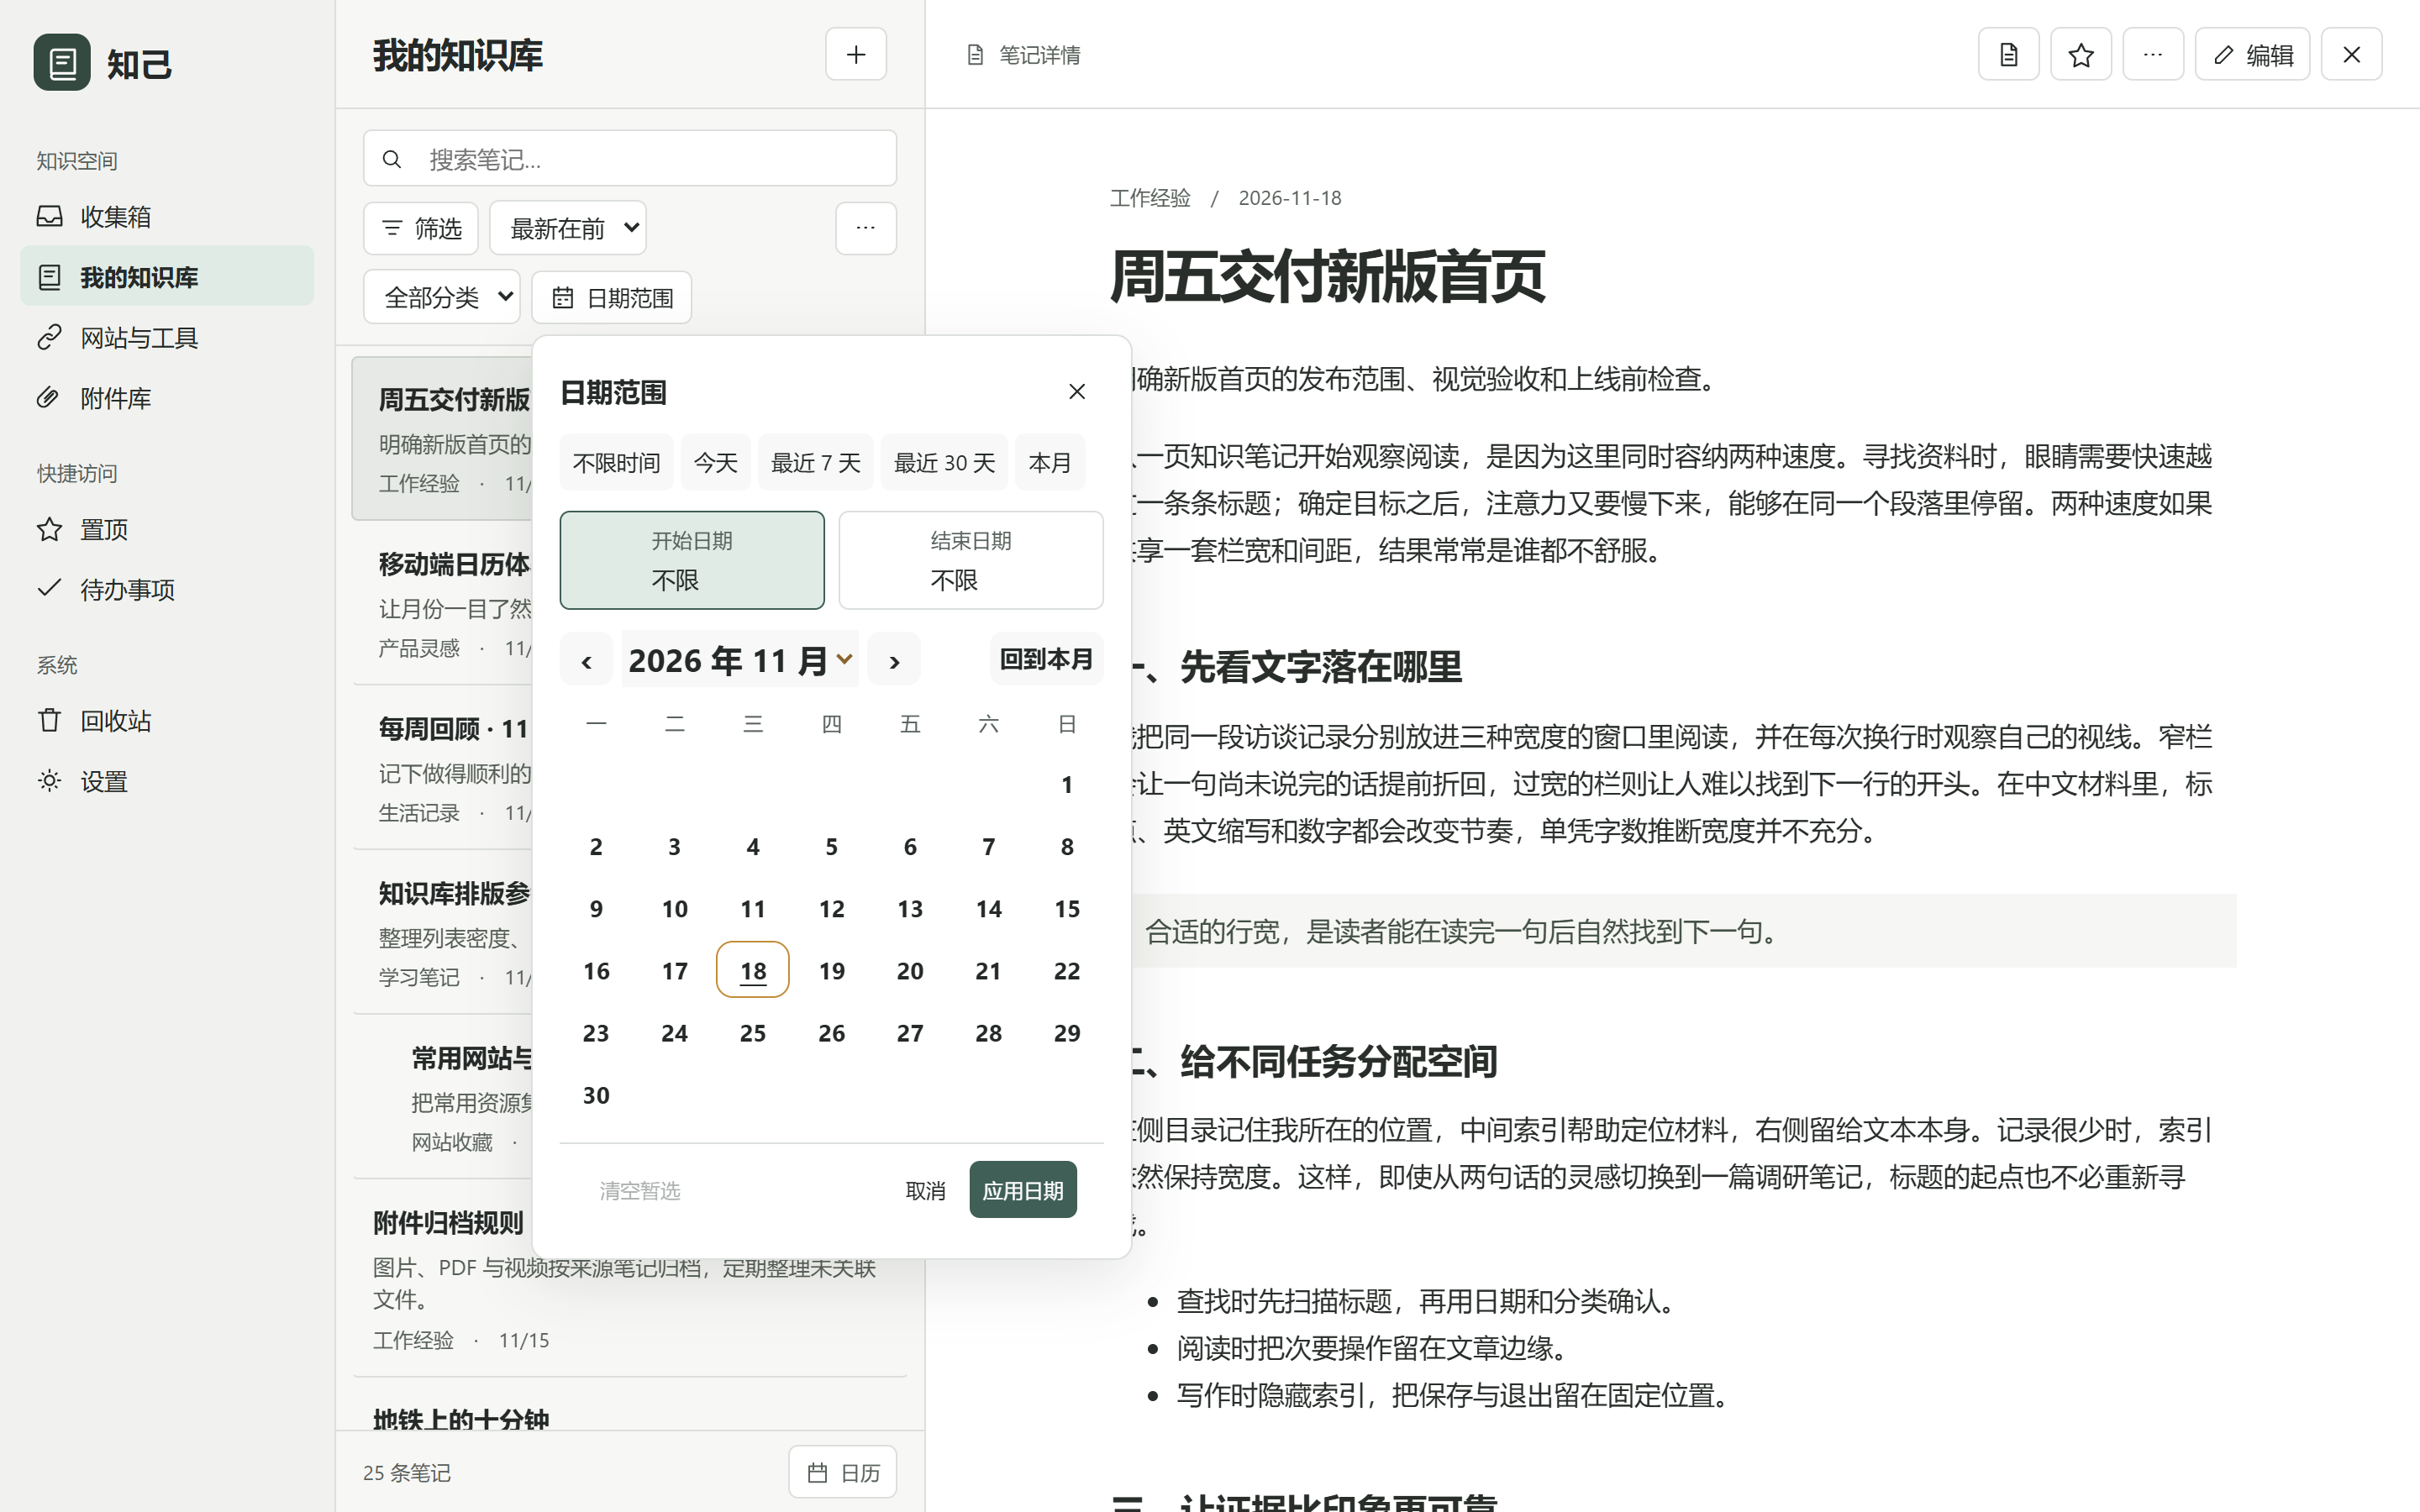 知己
知识空间
收集箱
我的知识库
网站与工具
附件库
快捷访问
置顶
待办事项
系统
回收站
设置
我的知识库
搜索笔记...
筛选
最新在前
全部分类
日期范围
周五交付新版
明确新版首页的
工作经验 · 11/
移动端日历体
让月份一目了然
产品灵感 · 11/
每周回顾 · 11
记下做得顺利的
生活记录 · 11/
知识库排版参
整理列表密度、
学习笔记 · 11/
常用网站与
把常用资源集
网站收藏 ·
附件归档规则
图片、PDF 与视频按来源笔记归档，定期整理未关联
文件。
工作经验 · 11/15
地铁上的十分钟
25 条笔记
日历
日期范围
不限时间 今天 最近 7 天 最近 30 天 本月
开始日期
不限
结束日期
不限
‹ 2026 年 11 月 › 回到本月
一 二 三 四 五 六 日
1
2 3 4 5 6 7 8
9 10 11 12 13 14 15
16 17 18 19 20 21 22
23 24 25 26 27 28 29
30
清空暂选 取消 应用日期
笔记详情
编辑
工作经验 / 2026-11-18
周五交付新版首页
确新版首页的发布范围、视觉验收和上线前检查。
一页知识笔记开始观察阅读，是因为这里同时容纳两种速度。寻找资料时，眼睛需要快速越
一条条标题；确定目标之后，注意力又要慢下来，能够在同一个段落里停留。两种速度如果
享一套栏宽和间距，结果常常是谁都不舒服。
一、先看文字落在哪里
把同一段访谈记录分别放进三种宽度的窗口里阅读，并在每次换行时观察自己的视线。窄栏
让一句尚未说完的话提前折回，过宽的栏则让人难以找到下一行的开头。在中文材料里，标
、英文缩写和数字都会改变节奏，单凭字数推断宽度并不充分。
合适的行宽，是读者能在读完一句后自然找到下一句。
二、给不同任务分配空间
侧目录记住我所在的位置，中间索引帮助定位材料，右侧留给文本本身。记录很少时，索引
然保持宽度。这样，即使从两句话的灵感切换到一篇调研笔记，标题的起点也不必重新寻
。
• 查找时先扫描标题，再用日期和分类确认。
• 阅读时把次要操作留在文章边缘。
• 写作时隐藏索引，把保存与退出留在固定位置。
三、让证据比印象更可靠